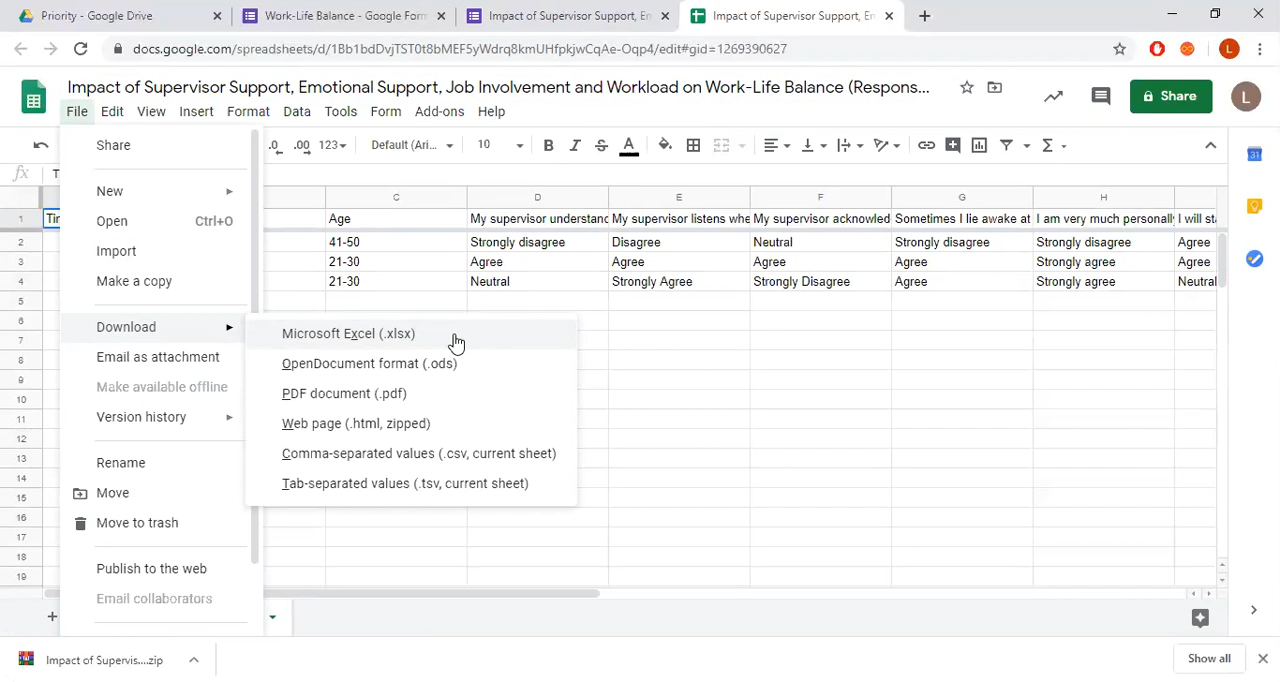 Priority - Google Drive
Work-Life Balance - Google Form
Impact of Supervisor Support, En
Impact of Supervisor Support, En
docs.google.com/spreadsheets/d/1Bb1bdDvjTST0t8bMEF5yWdrq8kmUHfpkjwCqAe-Oqp4/edit#gid=1269390627
L
Impact of Supervisor Support, Emotional Support, Job Involvement and Workload on Work-Life Balance (Respons...
File Edit View Insert Format Data Tools Form Add-ons Help
Share
L
.0 .00 123 Default (Ari... 10 B I S A Σ
fx T
C D E F G H
1 Tir Age My supervisor understan My supervisor listens whe My supervisor acknowled Sometimes I lie awake at I am very much personall I will sta
2 41-50 Strongly disagree Disagree Neutral Strongly disagree Strongly disagree Agree
3 21-30 Agree Agree Agree Agree Strongly agree Agree
4 21-30 Neutral Strongly Agree Strongly Disagree Agree Strongly agree Neutral
5
6
7
8
9
10
11
12
13
14
15
16
17
18
19
Share
New
Open Ctrl+O
Import
Make a copy
Download
Email as attachment
Make available offline
Version history
Rename
Move
Move to trash
Publish to the web
Email collaborators
Microsoft Excel (.xlsx)
OpenDocument format (.ods)
PDF document (.pdf)
Web page (.html, zipped)
Comma-separated values (.csv, current sheet)
Tab-separated values (.tsv, current sheet)
31
Impact of Supervis....zip
Show all